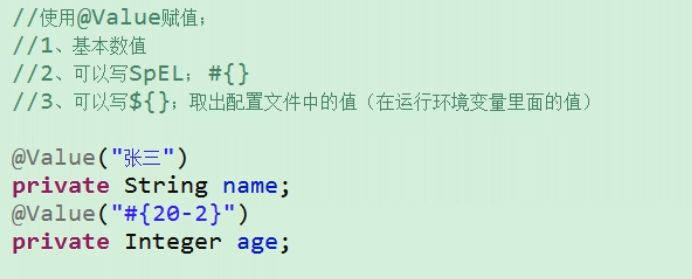 //使用@Value赋值；
//1、基本数值
//2、可以写SpEL； #{}
//3、可以写${}；取出配置文件中的值（在运行环境变量里面的值）
@Value("张三")
private String name;
@Value("#{20-2}")
private Integer age;